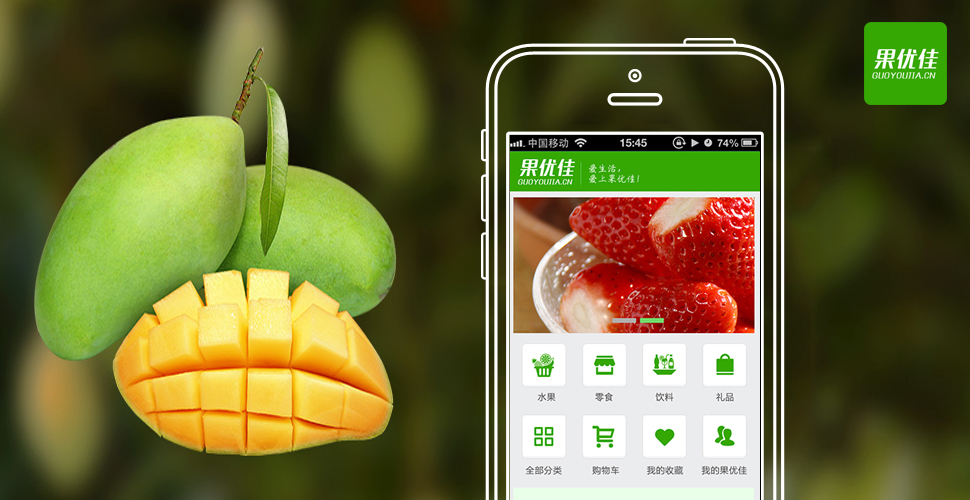 果优佳
GUOYOUJIA.CN
中国移动
15:45
74%
果优佳
GUOYOUJIA.CN
爱生活，
爱上果优佳！
水果
零食
饮料
礼品
全部分类
购物车
我的收藏
我的果优佳